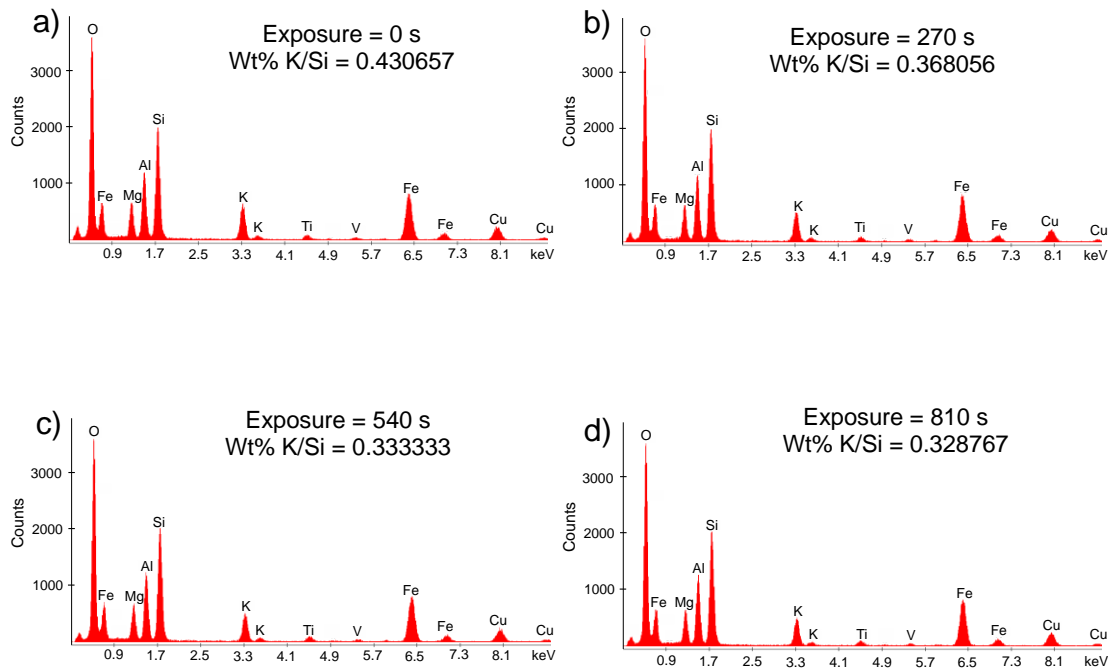 a)
Exposure = 0 s
Wt% K/Si = 0.430657
Counts
3000
2000
1000
O
Fe
Mg
Al
Si
K
K
Ti
V
Fe
Fe
Cu
Cu
0.9 1.7 2.5 3.3 4.1 4.9 5.7 6.5 7.3 8.1 keV
b)
Exposure = 270 s
Wt% K/Si = 0.368056
Counts
3000
2000
1000
O
Fe
Mg
Al
Si
K
K
Ti
V
Fe
Fe
Cu
Cu
0.9 1.7 2.5 3.3 4.1 4.9 5.7 6.5 7.3 8.1 keV
c)
Exposure = 540 s
Wt% K/Si = 0.333333
Counts
3000
2000
1000
O
Fe
Mg
Al
Si
K
K
Ti
V
Fe
Fe
Cu
Cu
0.9 1.7 2.5 3.3 4.1 4.9 5.7 6.5 7.3 8.1 keV
d)
Exposure = 810 s
Wt% K/Si = 0.328767
Counts
3000
2000
1000
O
Fe
Mg
Al
Si
K
K
Ti
V
Fe
Fe
Cu
Cu
0.9 1.7 2.5 3.3 4.1 4.9 5.7 6.5 7.3 8.1 keV